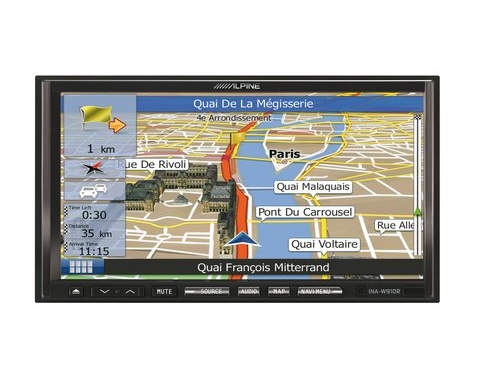 ALPINE
Quai De La Mégisserie
4e Arrondissement
1 km
Rue De Rivoli
Paris
Quai Malaquais
Pont Du Carrousel
Rue Alle
Quai Voltaire
Time Left
0:30
Distance
35 km
Arrival Time
11:15
Quai François Mitterrand
MUTE
SOURCE
AUDIO
MAP
NAVI MENU
INA-W910R